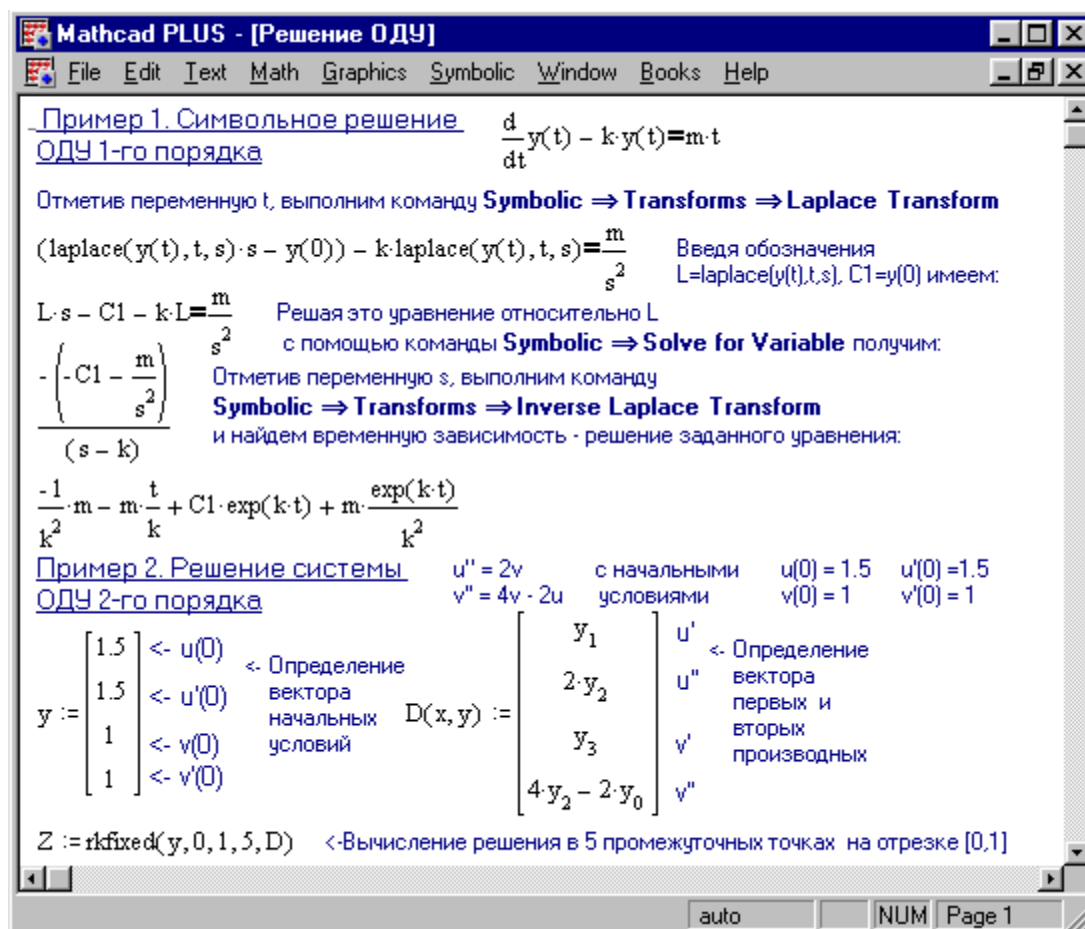 Mathcad PLUS - [Решение ОДУ]
File Edit Text Math Graphics Symbolic Window Books Help
Пример 1. Символьное решение
ОДУ 1-го порядка
d/dt y(t) − k·y(t)=m·t
Отметив переменную t, выполним команду Symbolic ⇒ Transforms ⇒ Laplace Transform
(laplace(y(t),t,s)·s − y(0)) − k·laplace(y(t),t,s)=m/s²
Введя обозначения
L=laplace(y(t),t,s), C1=y(0) имеем:
L·s − C1 − k·L=m/s²
Решая это уравнение относительно L
с помощью команды Symbolic ⇒ Solve for Variable получим:
-(-C1 − m/s²)/(s − k)
Отметив переменную s, выполним команду
Symbolic ⇒ Transforms ⇒ Inverse Laplace Transform
и найдем временную зависимость - решение заданного уравнения:
-1/k²·m − m·t/k + C1·exp(k·t) + m·exp(k·t)/k²
Пример 2. Решение системы
ОДУ 2-го порядка
u'' = 2v с начальными u(0) = 1.5 u'(0) =1.5
v'' = 4v - 2u условиями v(0) = 1 v'(0) = 1
y :=
1.5 <- u(0)
1.5 <- u'(0)
1 <- v(0)
1 <- v'(0)
<- Определение
вектора
начальных
условий
D(x,y) :=
y₁ u'
2·y₂ u''
y₃ v'
4·y₂ − 2·y₀ v''
<- Определение
вектора
первых и
вторых
производных
Z := rkfixed(y,0,1,5,D) <-Вычисление решения в 5 промежуточных точках на отрезке [0,1]
auto NUM Page 1